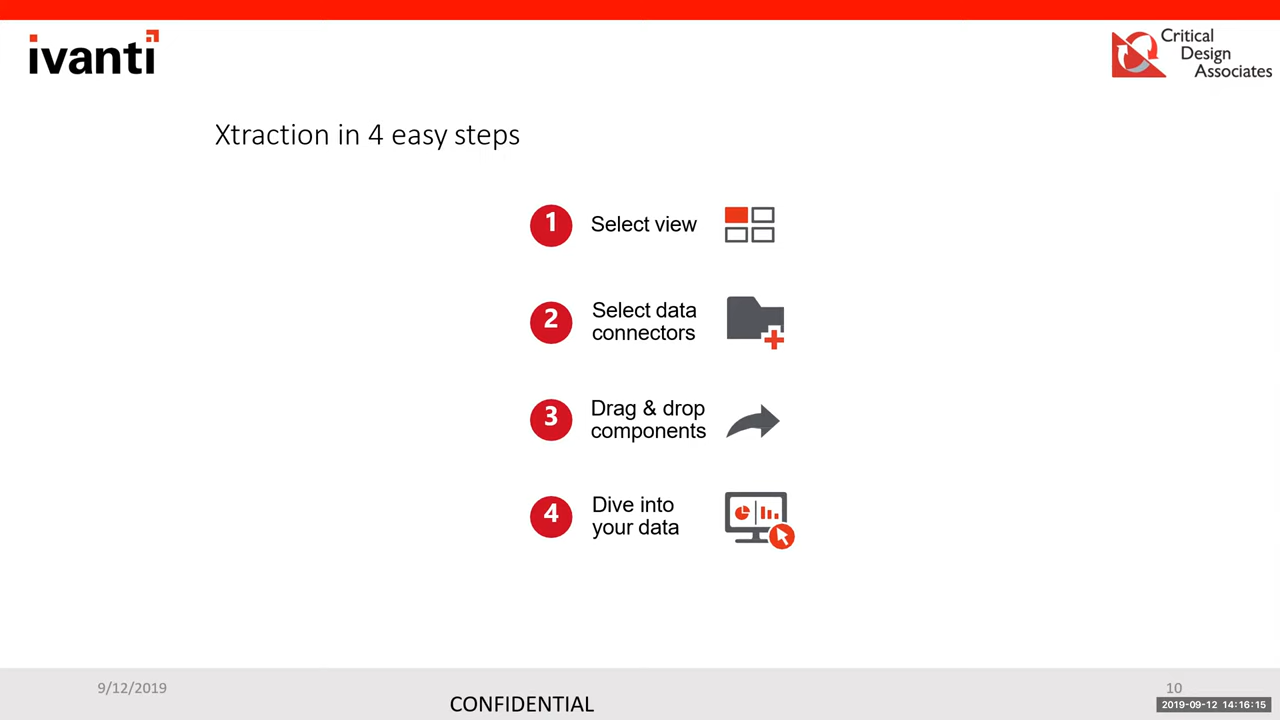 ivanti
Critical
Design
Associates
Xtraction in 4 easy steps
1
Select view
2
Select data
connectors
3
Drag & drop
components
4
Dive into
your data
9/12/2019
CONFIDENTIAL
10
2019-09-12 14:16:15